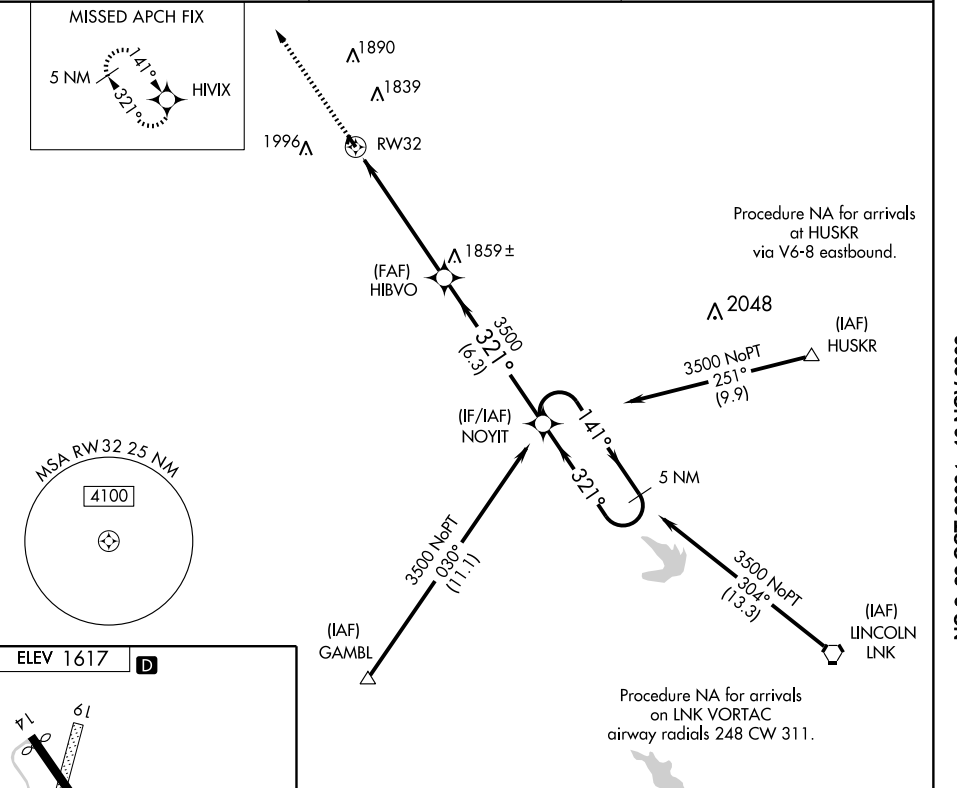 MISSED APCH FIX
5 NM
141°
321°
HIVIX
1890
1839
1996
RW32
Procedure NA for arrivals
at HUSKR
via V6-8 eastbound.
(FAF)
HIBVO
1859±
2048
(IAF)
HUSKR
3500
321°
(6.3)
3500 NoPT
251°
(9.9)
(IF/IAF)
NOYIT
141°
321°
5 NM
MSA RW32 25 NM
4100
3500 NoPT
030°
(11.1)
3500 NoPT
304°
(13.3)
(IAF)
GAMBL
(IAF)
LINCOLN
LNK
ELEV 1617 D
Procedure NA for arrivals
on LNK VORTAC
airway radials 248 CW 311.
14
19